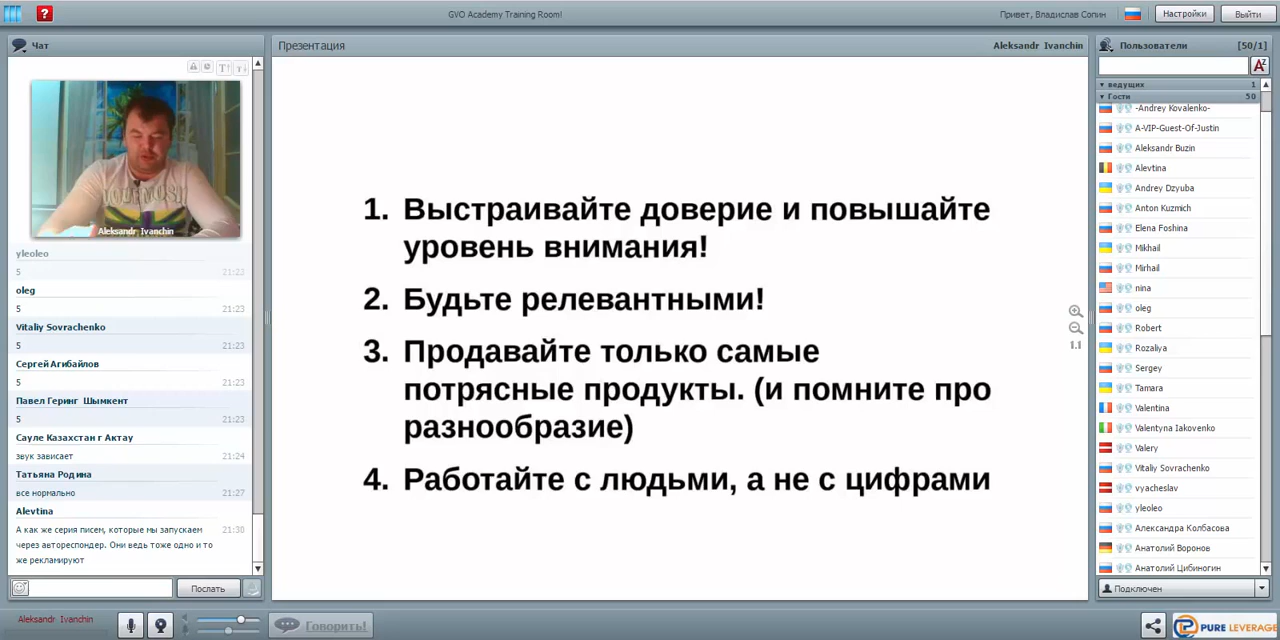 GVO Academy Training Room!
Привет, Владислав Сопин
Настройки
Выйти
Чат
Aleksandr Ivanchin
yleoleo
5 21:23
oleg
5 21:23
Vitaliy Sovrachenko
5 21:23
Сергей Агибайлов
5 21:23
Павел Геринг Шымкент
5 21:23
Сауле Казахстан г Актау
звук зависает 21:24
Татьяна Родина
все нормально 21:27
Alevtina
А как же серия писем, которые мы запускаем 21:30
через автореспондер. Они ведь тоже одно и то
же рекламируют
Послать
Aleksandr Ivanchin
Говорить!
Презентация
Aleksandr Ivanchin
1. Выстраивайте доверие и повышайте
уровень внимания!
2. Будьте релевантными!
3. Продавайте только самые
потрясные продукты. (и помните про
разнообразие)
4. Работайте с людьми, а не с цифрами
1:1
Пользователи [50/1]
ведущих 1
Гости 50
-Andrey Kovalenko-
A-VIP-Guest-Of-Justin
Aleksandr Buzin
Alevtina
Andrey Dzyuba
Anton Kuzmich
Elena Foshina
Mikhail
Mirhail
nina
oleg
Robert
Rozaliya
Sergey
Tamara
Valentina
Valentyna Iakovenko
Valery
Vitaliy Sovrachenko
vyacheslav
yleoleo
Александра Колбасова
Анатолий Воронов
Анатолий Цибиногин
Подключен
PURE LEVERAGE